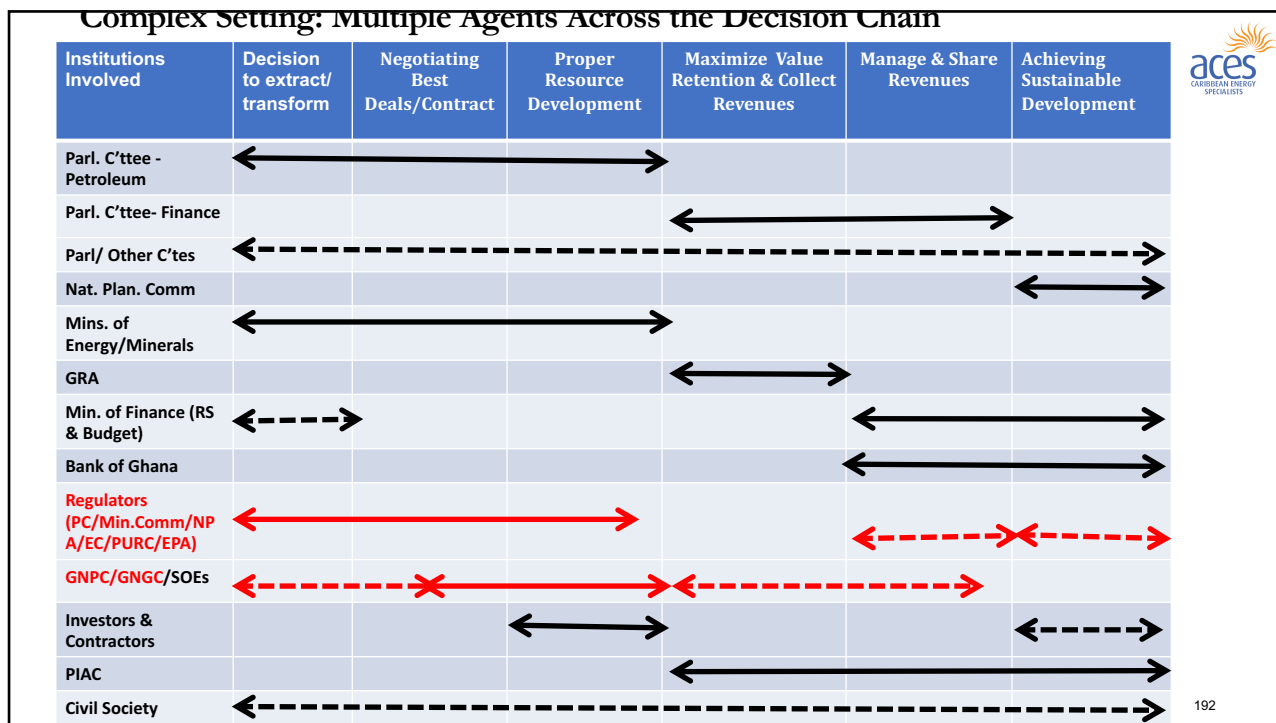 Complex Setting: Multiple Agents Across the Decision Chain
Institutions
Involved
Decision
to extract/
transform
Negotiating
Best
Deals/Contract
Proper
Resource
Development
Maximize Value
Retention & Collect
Revenues
Manage & Share
Revenues
Achieving
Sustainable
Development
aces
CARIBBEAN ENERGY
SPECIALISTS
Parl. C'ttee -
Petroleum
Parl. C'ttee- Finance
Parl/ Other C'tes
Nat. Plan. Comm
Mins. of
Energy/Minerals
GRA
Min. of Finance (RS
& Budget)
Bank of Ghana
Regulators
(PC/Min.Comm/NP
A/EC/PURC/EPA)
GNPC/GNGC/SOEs
Investors &
Contractors
PIAC
Civil Society
192